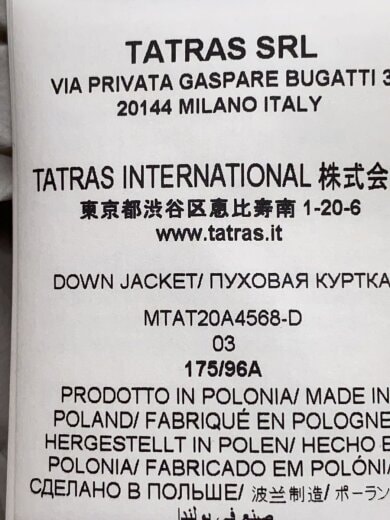 TATRAS SRL
VIA PRIVATA GASPARE BUGATTI 3
20144 MILANO ITALY
TATRAS INTERNATIONAL 株式会
東京都渋谷区恵比寿南 1-20-6
www.tatras.it
DOWN JACKET/ ПУХОВАЯ КУРТКА
MTAT20A4568-D
03
175/96A
PRODOTTO IN POLONIA/ MADE IN
POLAND/ FABRIQUÉ EN POLOGNE
HERGESTELLT IN POLEN/ HECHO E
POLONIA/ FABRICADO EM POLÓNI
СДЕЛАНО В ПОЛЬШЕ/ 波兰制造/ ポーラン
صنع في بولندا